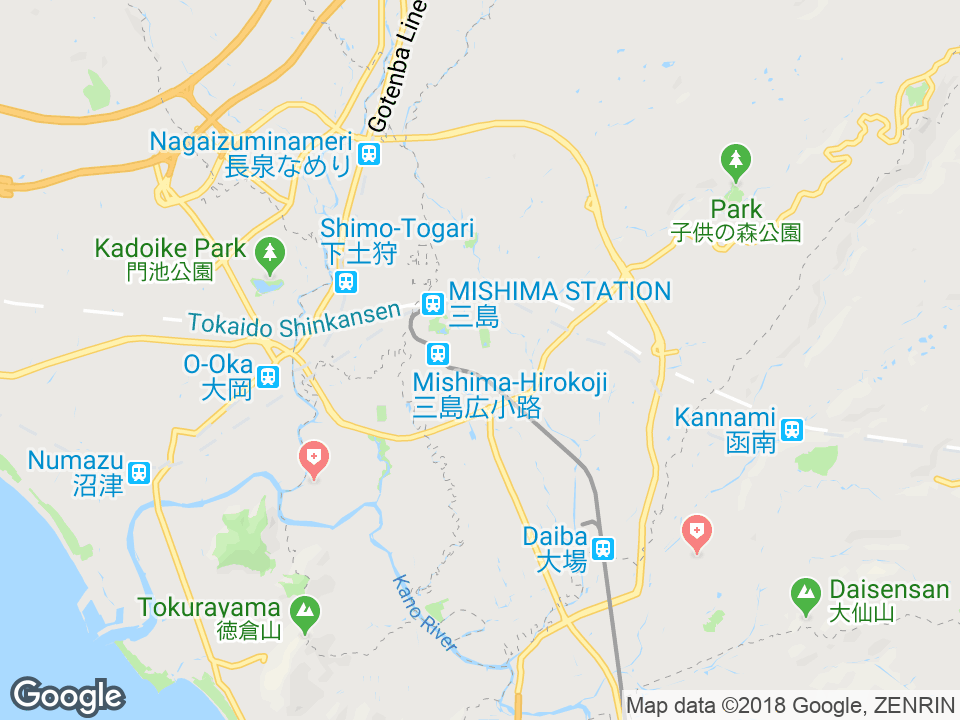 Gotenba Line
Nagaizuminameri
長泉なめり
Park
子供の森公園
Shimo-Togari
下土狩
Kadoike Park
門池公園
MISHIMA STATION
三島
Tokaido Shinkansen
O-Oka
大岡
Mishima-Hirokoji
三島広小路
Kannami
函南
Numazu
沼津
Daiba
大場
Kano River
Tokurayama
徳倉山
Daisensan
大仙山
Google
Map data ©2018 Google, ZENRIN